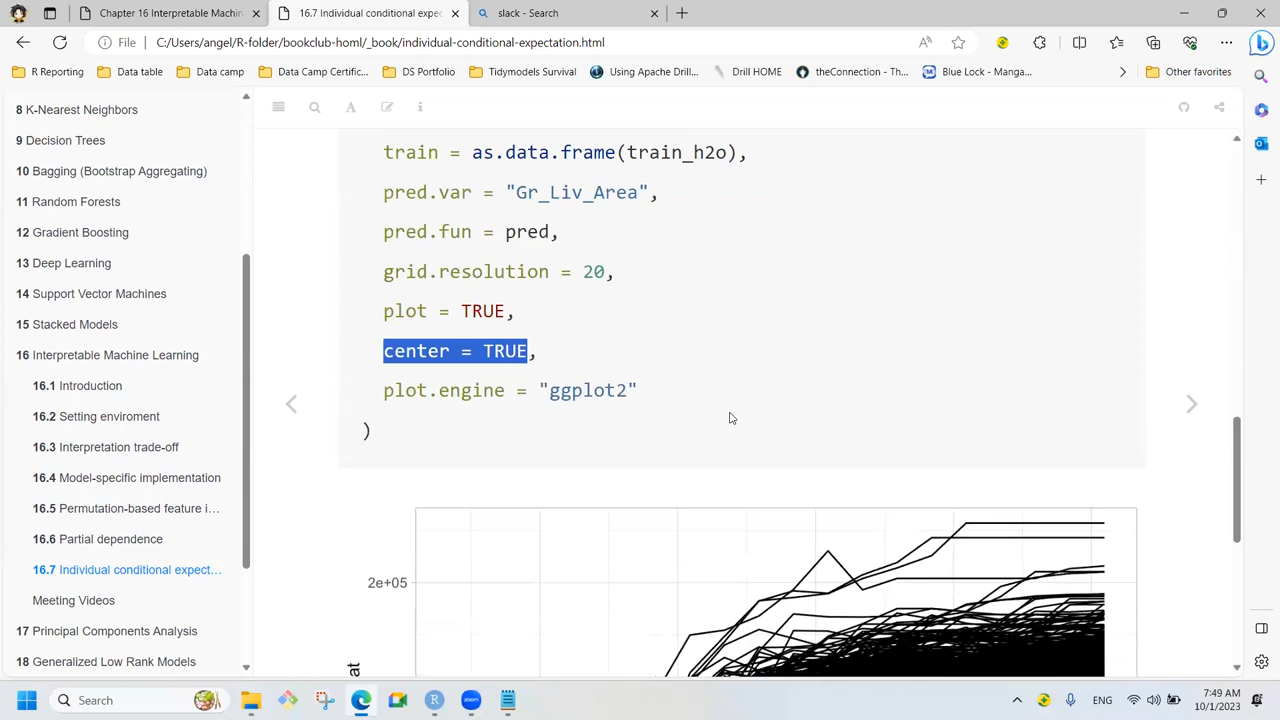 Chapter 16 Interpretable Machin
16.7 Individual conditional expec
slack - Search
File
C:/Users/angel/R-folder/bookclub-homl/_book/individual-conditional-expectation.html
R Reporting
Data table
Data camp
Data Camp Certific...
DS Portfolio
Tidymodels Survival
Using Apache Drill...
Drill HOME
theConnection - Th...
Blue Lock - Manga...
Other favorites
8 K-Nearest Neighbors
9 Decision Trees
10 Bagging (Bootstrap Aggregating)
11 Random Forests
12 Gradient Boosting
13 Deep Learning
14 Support Vector Machines
15 Stacked Models
16 Interpretable Machine Learning
16.1 Introduction
16.2 Setting enviroment
16.3 Interpretation trade-off
16.4 Model-specific implementation
16.5 Permutation-based feature i...
16.6 Partial dependence
16.7 Individual conditional expect...
Meeting Videos
17 Principal Components Analysis
18 Generalized Low Rank Models
train = as.data.frame(train_h2o),
pred.var = "Gr_Liv_Area",
pred.fun = pred,
grid.resolution = 20,
plot = TRUE,
center = TRUE,
plot.engine = "ggplot2"
)
2e+05
at
Search
ENG
7:49 AM
10/1/2023